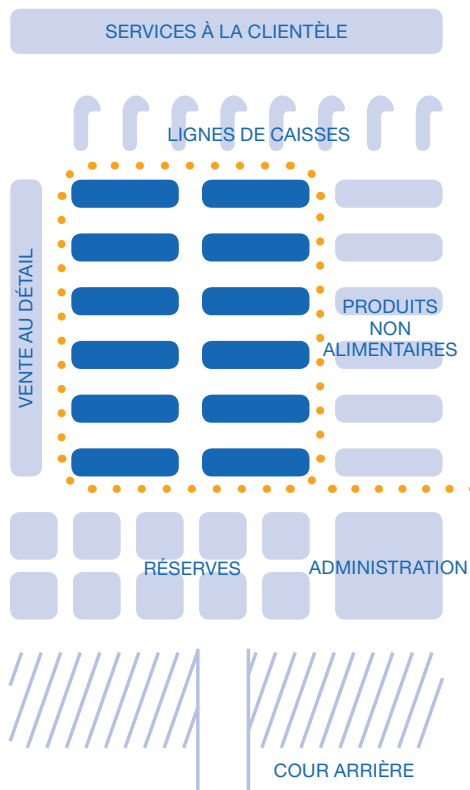 SERVICES À LA CLIENTÈLE
LIGNES DE CAISSES
VENTE AU DÉTAIL
PRODUITS
NON
ALIMENTAIRES
RÉSERVES
ADMINISTRATION
COUR ARRIÈRE